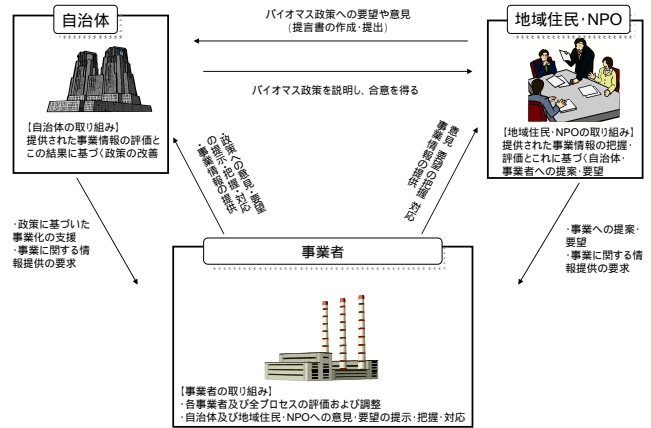 自治体
バイオマス政策への要望や意見
(提言書の作成・提出)
地域住民・NPO
バイオマス政策を説明し、合意を得る
【自治体の取り組み】
提供された事業情報の評価と
この結果に基づく政策の改善
・政策への意見・要望
の提示・把握・対応
・事業情報の提供
意見・要望の把握・対応
事業情報の提供
【地域住民・NPOの取り組み】
提供された事業情報の把握・
評価とこれに基づく自治体・
事業者への提案・要望
・政策に基づいた
事業化の支援
・事業に関する情
報提供の要求
・事業への提案・
要望
・事業に関する情
報提供の要求
事業者
【事業者の取り組み】
・各事業者及び全プロセスの評価および調整
・自治体及び地域住民・NPOへの意見・要望の提示・把握・対応